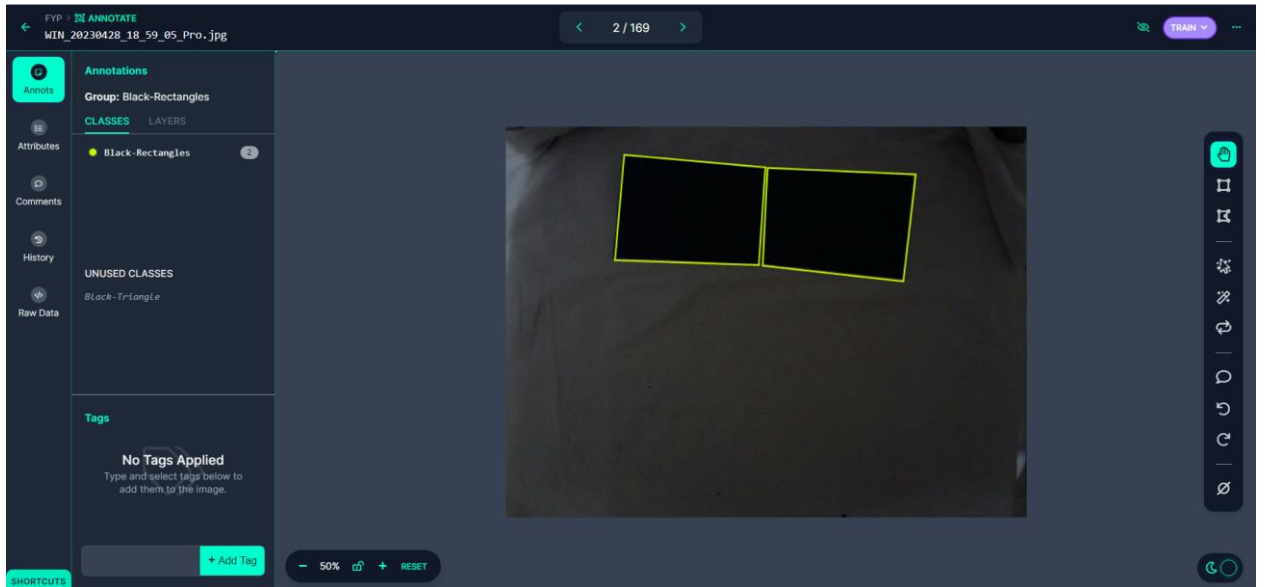 FYP > ANNOTATE
WIN_20230428_18_59_05_Pro.jpg
2 / 169
TRAIN
Annots
Attributes
Comments
History
Raw Data
SHORTCUTS
Annotations
Group: Black-Rectangles
CLASSES LAYERS
Black-Rectangles 2
UNUSED CLASSES
Black-Triangle
Tags
No Tags Applied
Type and select tags below to
add them to the image.
+ Add Tag
− 50% + RESET